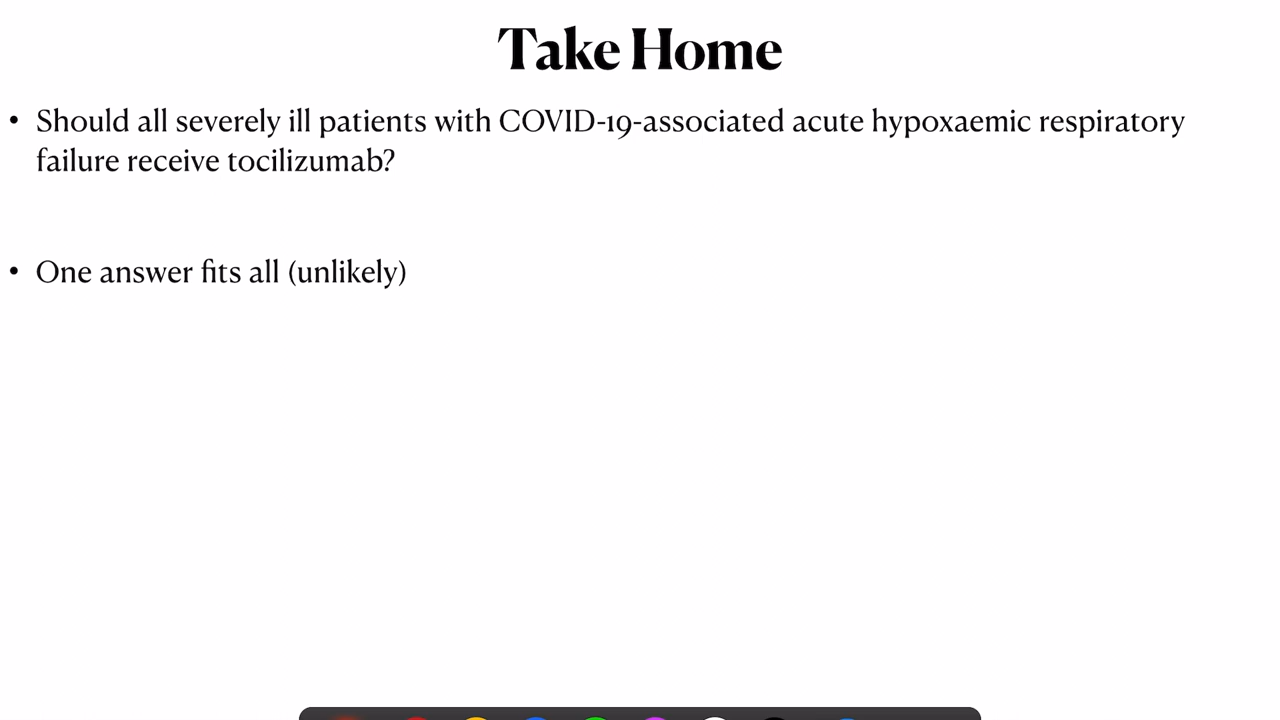 Take Home
• Should all severely ill patients with COVID-19-associated acute hypoxaemic respiratory
failure receive tocilizumab?
• One answer fits all (unlikely)